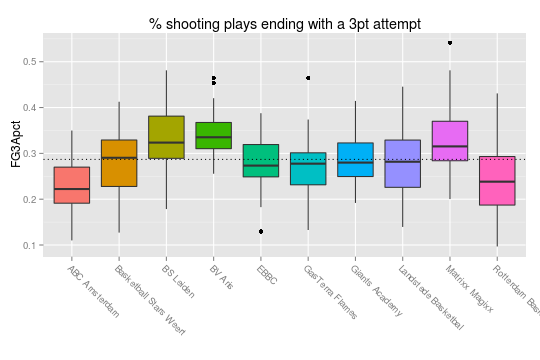 % shooting plays ending with a 3pt attempt
FG3Apct
0.5
0.4
0.3
0.2
0.1
ABC Amsterdam
Basketball Stars Weert
BS Leiden
BV Aris
EBBC
GasTerra Flames
Giants Academy
Landstede Basketbal
Matrixx Magixx
Rotterdam Bas